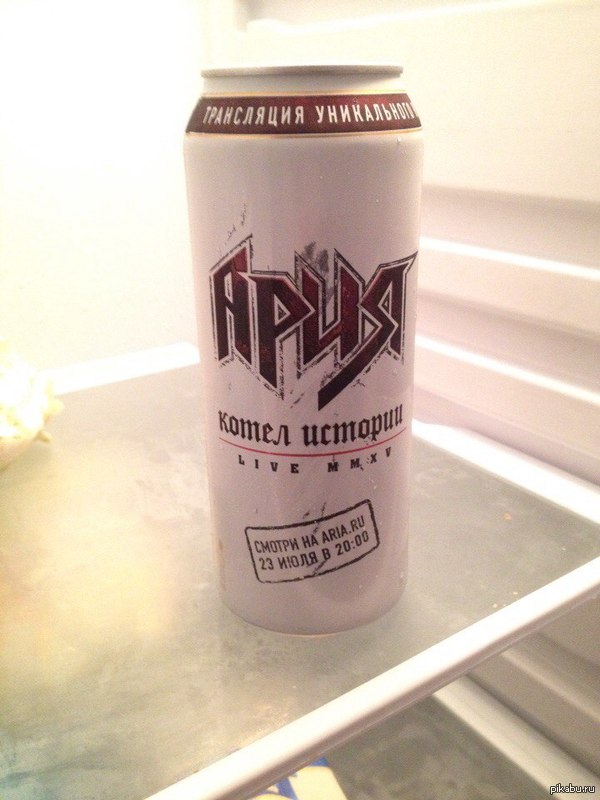 ТРАНСЛЯЦИЯ УНИКАЛЬНОГО
АРИЯ
котел истории
LIVE MMXV
СМОТРИ НА ARIA.RU
23 ИЮЛЯ В 20:00
pikabu.ru